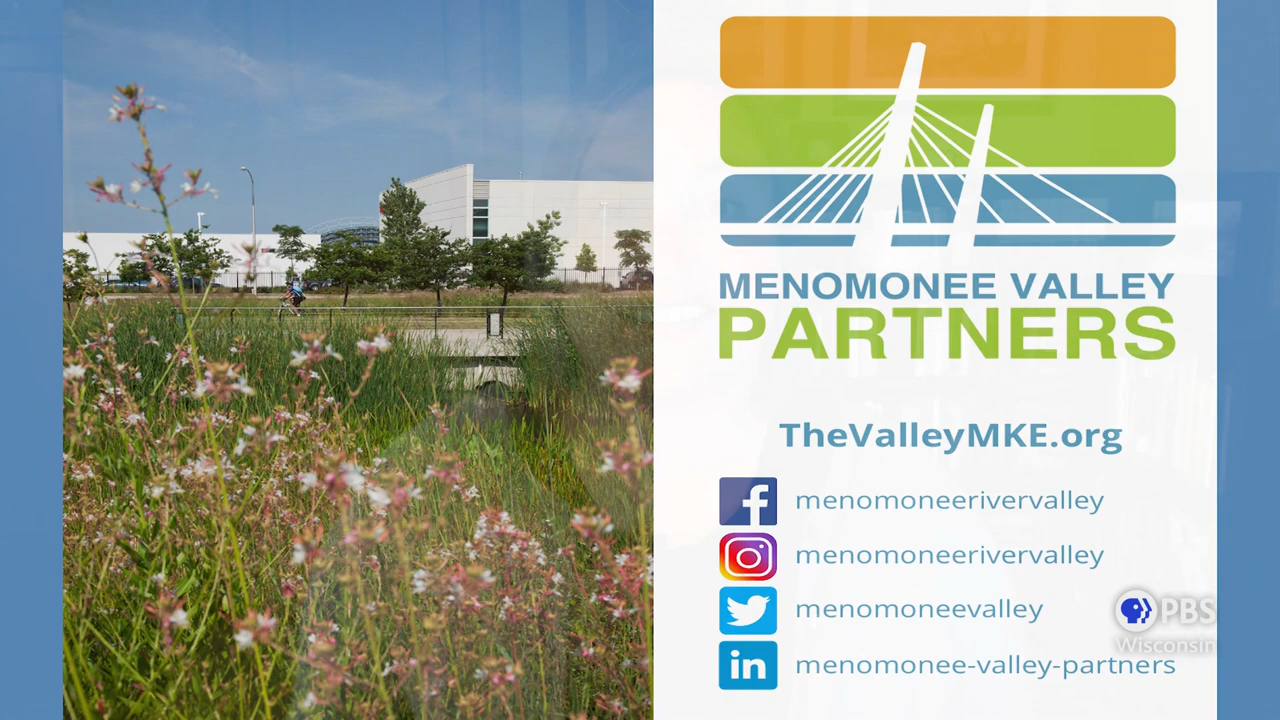 MENOMONEE VALLEY
PARTNERS
TheValleyMKE.org
menomoneerivervalley
menomoneerivervalley
menomoneevalley
menomonee-valley-partners
PBS
Wisconsin